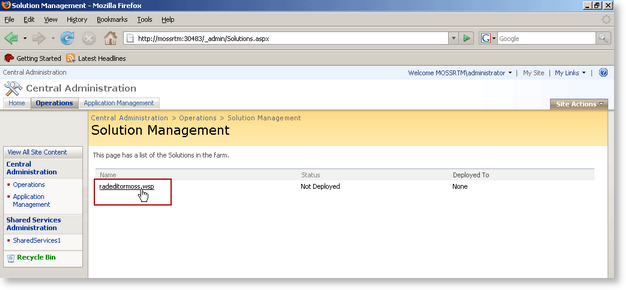 Solution Management - Mozilla Firefox
File Edit View History Bookmarks Tools Help
http://mossrtm:30483/_admin/Solutions.aspx
Google
Getting Started Latest Headlines
Central Administration
Welcome MOSSRTM\administrator | My Site | My Links |
Central Administration
Home Operations Application Management Site Actions
Central Administration > Operations > Solution Management
Solution Management
View All Site Content
Central Administration
Operations
Application Management
Shared Services Administration
SharedServices1
Recycle Bin
This page has a list of the Solutions in the farm.
Name Status Deployed To
radeditormoss.wsp Not Deployed None